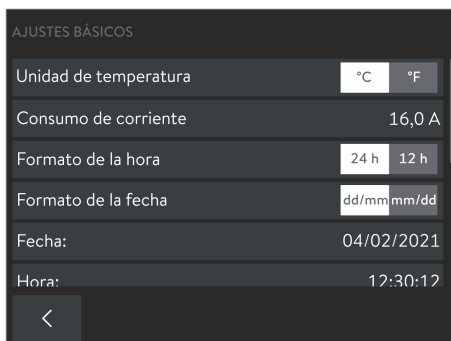 AJUSTES BÁSICOS
Unidad de temperatura °C °F
Consumo de corriente 16,0 A
Formato de la hora 24 h 12 h
Formato de la fecha dd/mm mm/dd
Fecha: 04/02/2021
Hora: 12:30:12